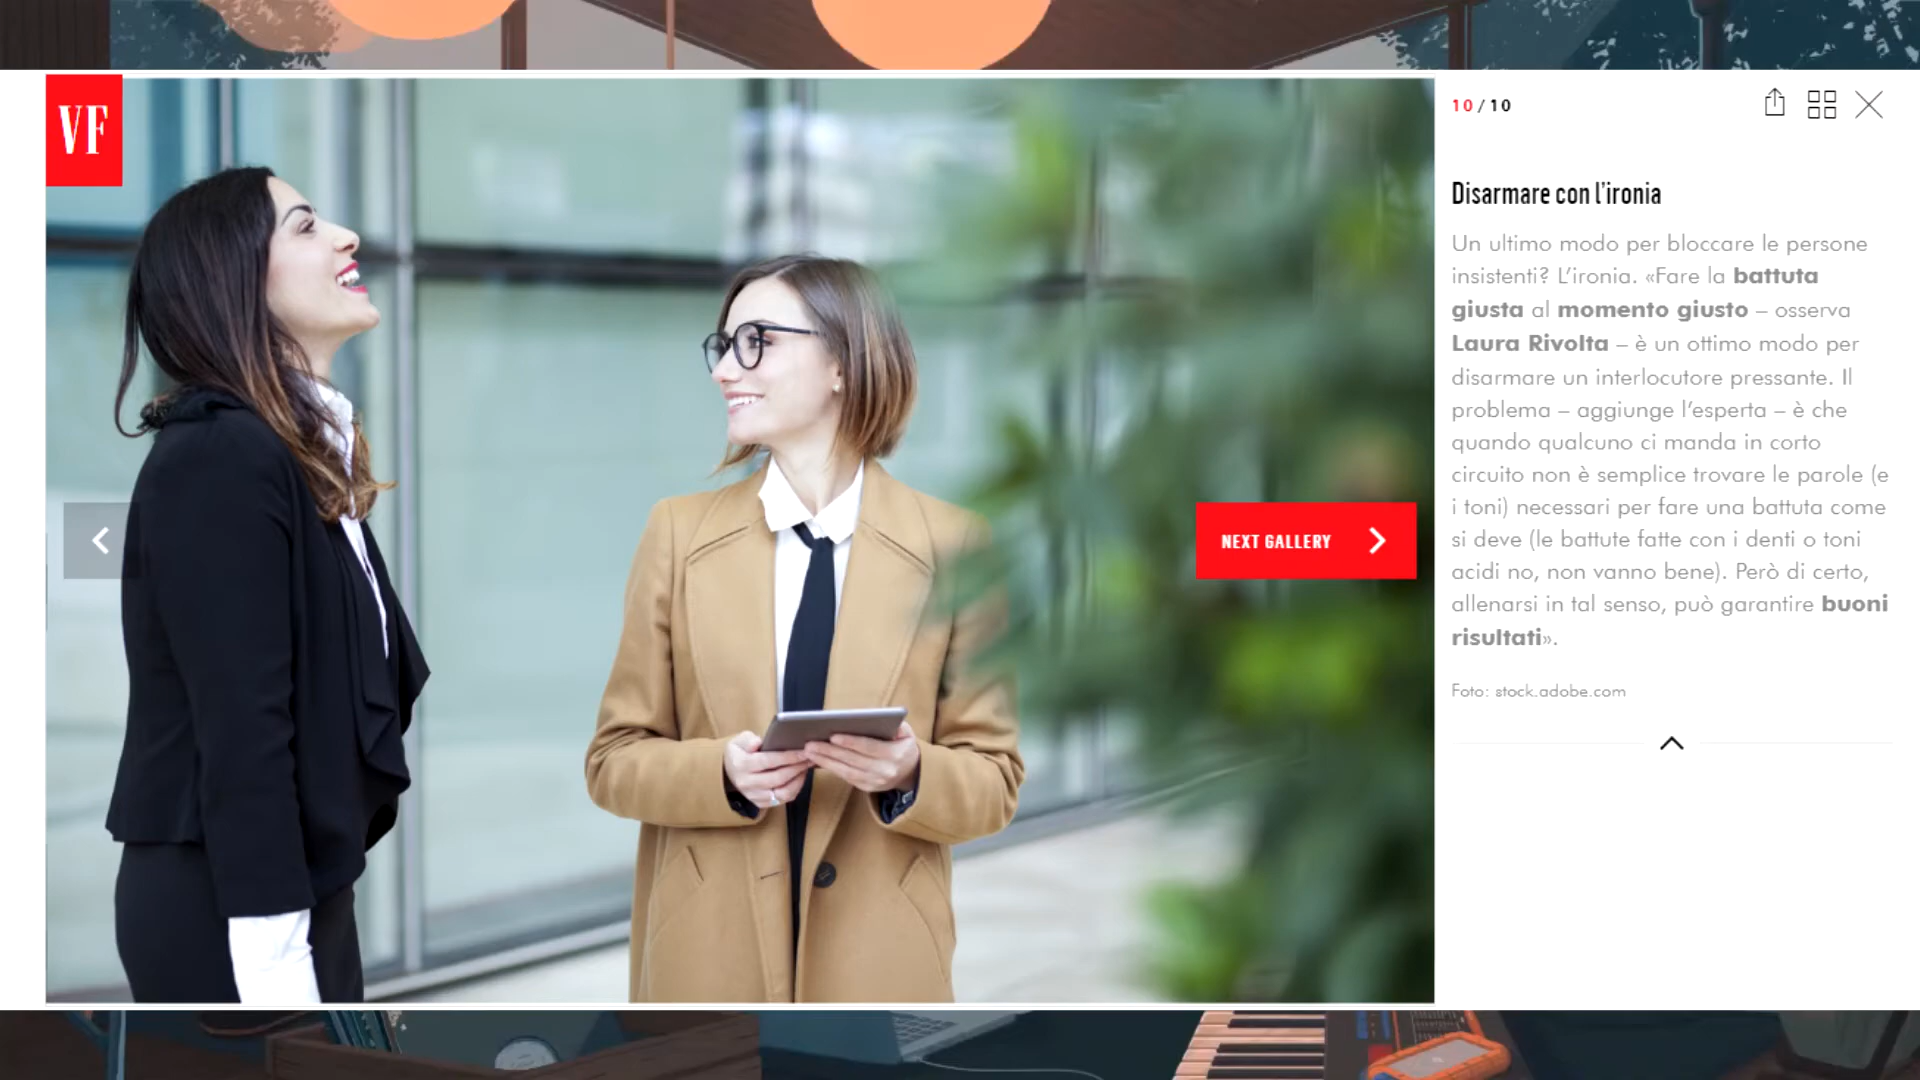 VF
10/10
Disarmare con l'ironia
Un ultimo modo per bloccare le persone
insistenti? L'ironia. «Fare la battuta
giusta al momento giusto – osserva
Laura Rivolta – è un ottimo modo per
disarmare un interlocutore pressante. Il
problema – aggiunge l'esperta – è che
quando qualcuno ci manda in corto
circuito non è semplice trovare le parole (e
i toni) necessari per fare una battuta come
si deve (le battute fatte con i denti o toni
acidi no, non vanno bene). Però di certo,
allenarsi in tal senso, può garantire buoni
risultati».
Foto: stock.adobe.com
NEXT GALLERY